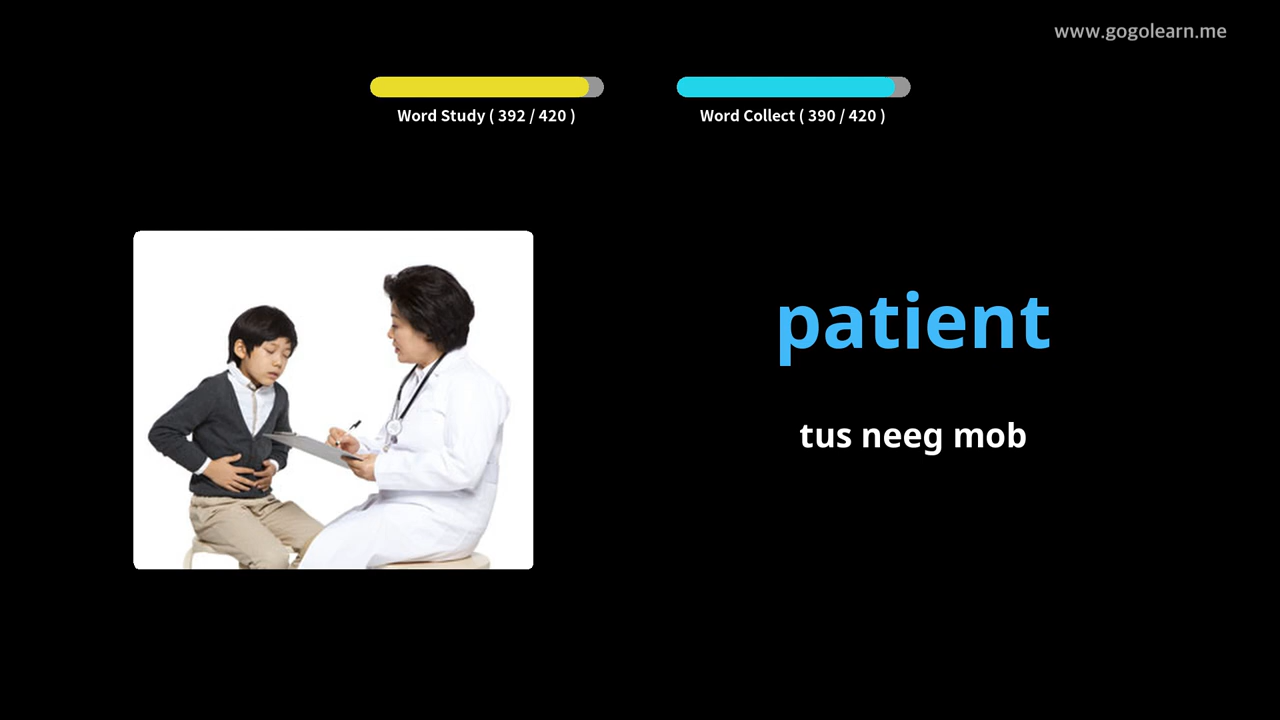 www.gogolearn.me
Word Study ( 392 / 420 )
Word Collect ( 390 / 420 )
patient
tus neeg mob